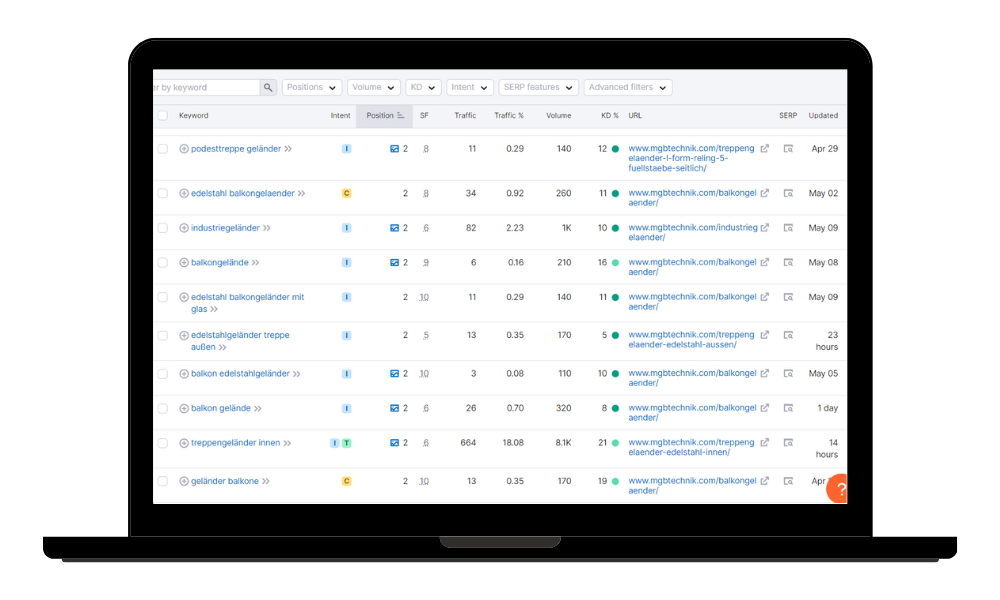 er by keyword Positions Volume KD Intent SERP features Advanced filters
Keyword Intent Position SF Traffic Traffic % Volume KD % URL SERP Updated
podesttreppe geländer I 2 8 11 0.29 140 12 www.mgbtechnik.com/treppeng Apr 29
elaender-l-form-reling-5-
fuellstaebe-seitlich/
edelstahl balkongelaender C 2 8 34 0.92 260 11 www.mgbtechnik.com/balkongel May 02
aender/
industriegeländer I 2 6 82 2.23 1K 10 www.mgbtechnik.com/industrieg May 09
elaender/
balkongelände I 2 9 6 0.16 210 16 www.mgbtechnik.com/balkongel May 08
aender/
edelstahl balkongeländer mit I 2 10 11 0.29 140 11 www.mgbtechnik.com/balkongel May 09
glas aender/
edelstahlgeländer treppe I 2 5 13 0.35 170 5 www.mgbtechnik.com/treppeng 23
außen elaender-edelstahl-aussen/ hours
balkon edelstahlgeländer I 2 10 3 0.08 110 10 www.mgbtechnik.com/balkongel May 05
aender/
balkon gelände I 2 6 26 0.70 320 8 www.mgbtechnik.com/balkongel 1 day
aender/
treppengeländer innen I T 2 6 664 18.08 8.1K 21 www.mgbtechnik.com/treppeng 14
elaender-edelstahl-innen/ hours
geländer balkone C 2 10 13 0.35 170 19 www.mgbtechnik.com/balkongel Apr
aender/ ?